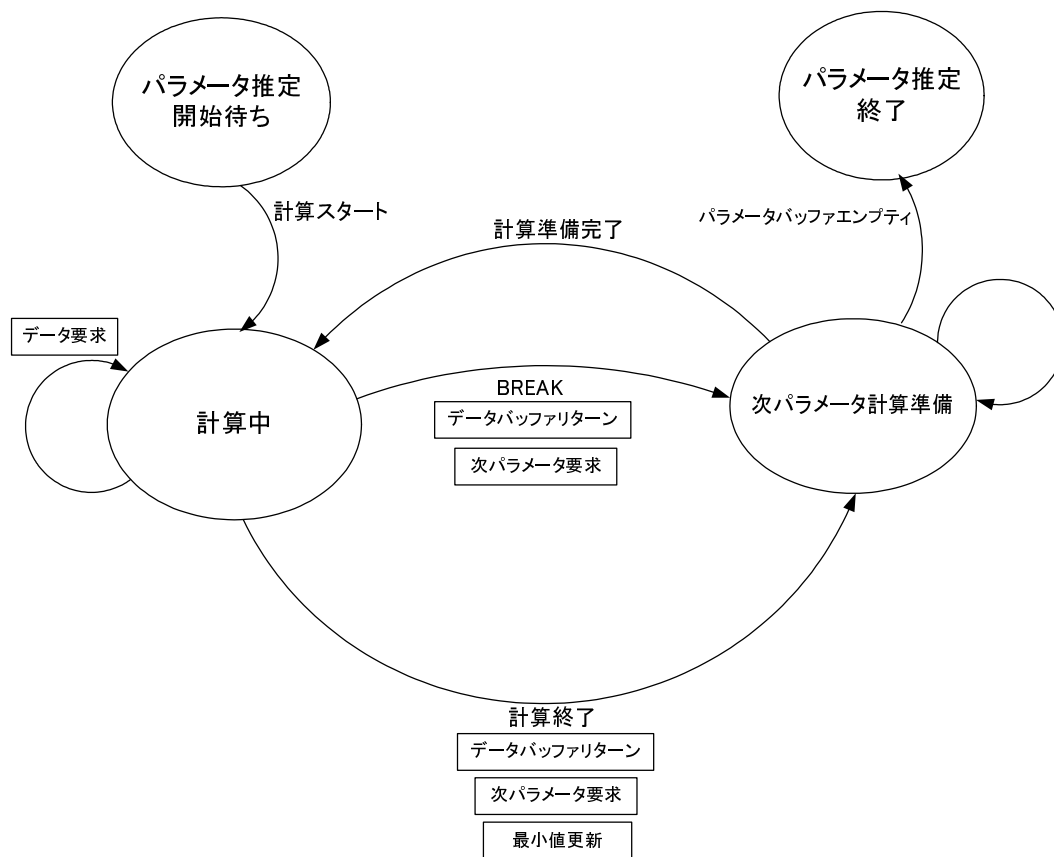 パラメータ推定
開始待ち
パラメータ推定
終了
計算スタート
パラメータバッファエンプティ
計算準備完了
データ要求
計算中
BREAK
データバッファリターン
次パラメータ要求
次パラメータ計算準備
計算終了
データバッファリターン
次パラメータ要求
最小値更新